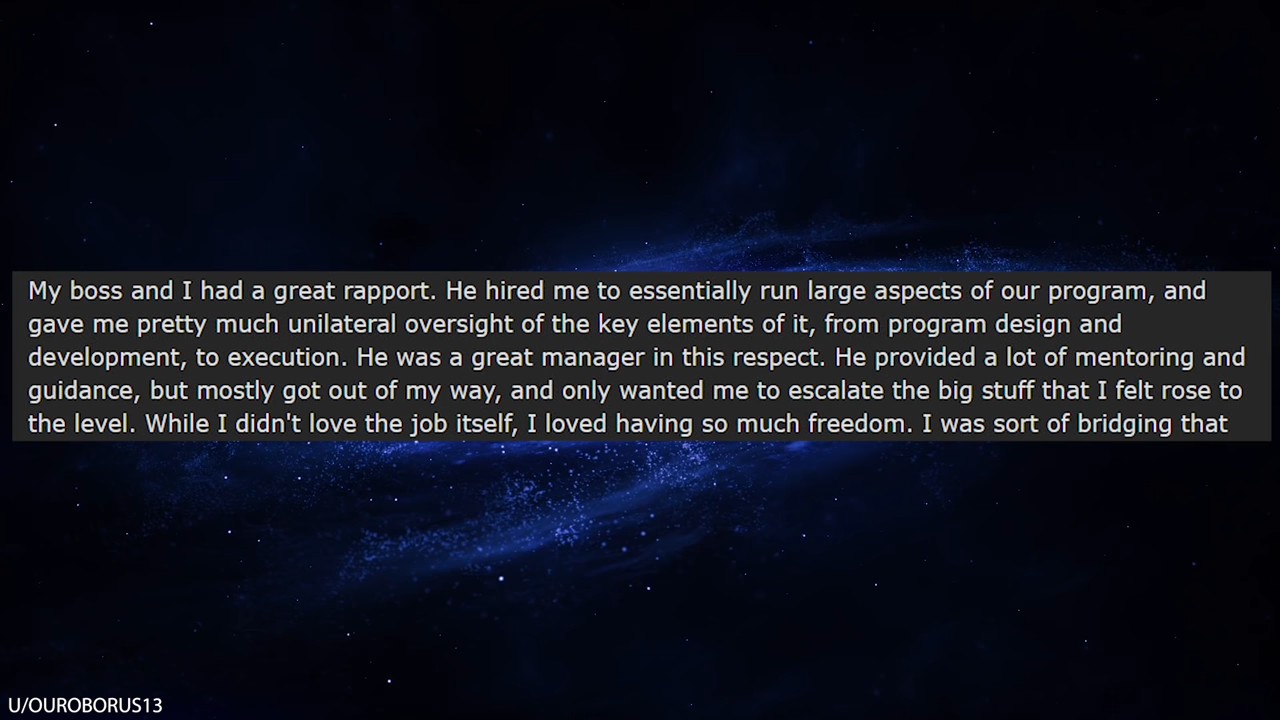 My boss and I had a great rapport. He hired me to essentially run large aspects of our program, and
gave me pretty much unilateral oversight of the key elements of it, from program design and
development, to execution. He was a great manager in this respect. He provided a lot of mentoring and
guidance, but mostly got out of my way, and only wanted me to escalate the big stuff that I felt rose to
the level. While I didn't love the job itself, I loved having so much freedom. I was sort of bridging that
U/OUROBORUS13